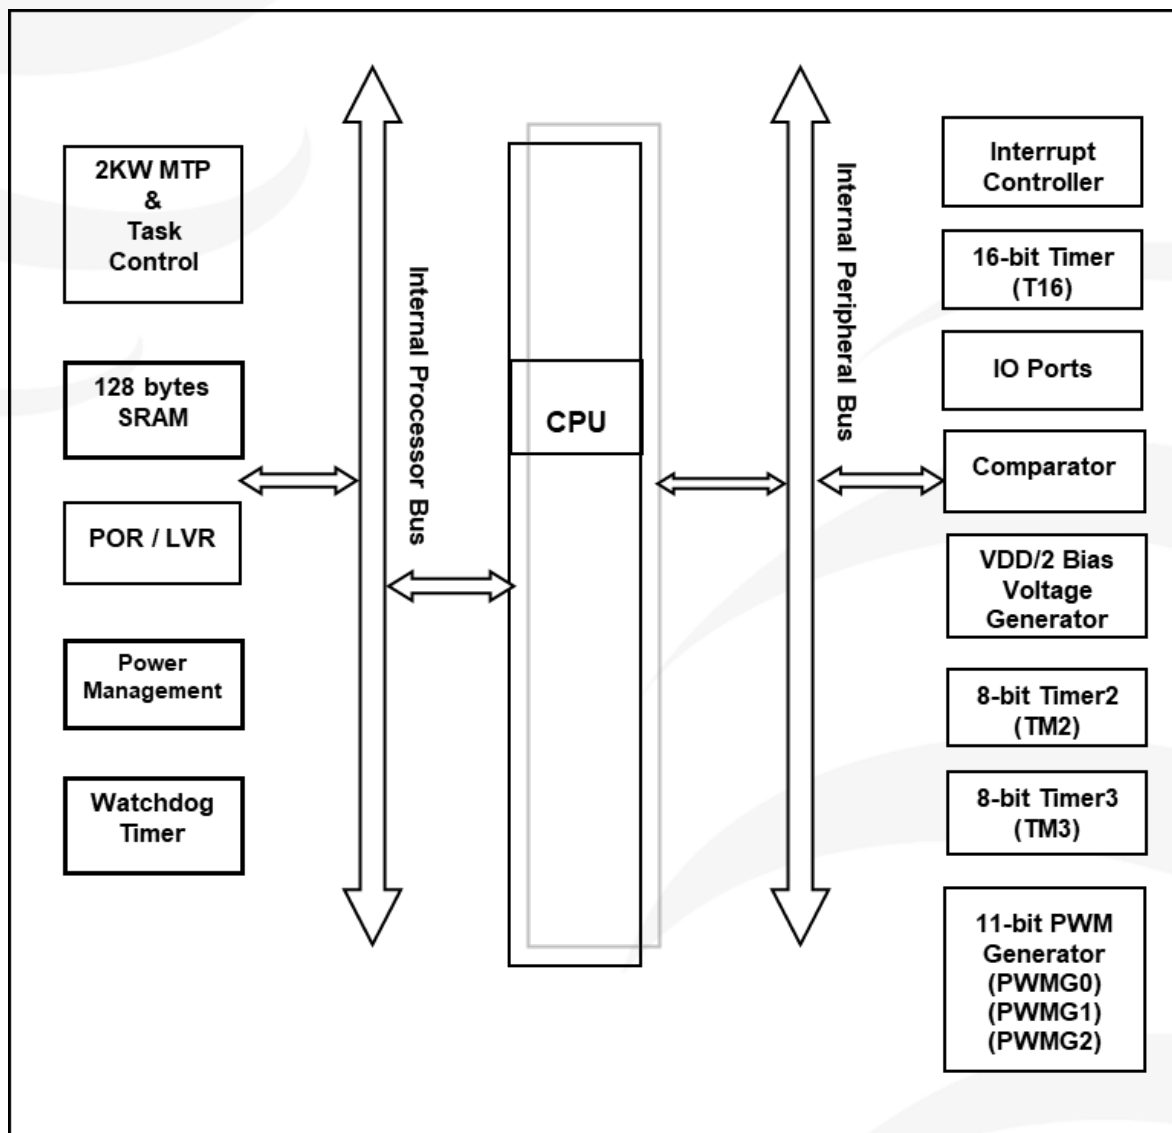 2KW MTP
&
Task
Control
128 bytes
SRAM
POR / LVR
Power
Management
Watchdog
Timer
Internal Processor Bus
CPU
Internal Peripheral Bus
Interrupt
Controller
16-bit Timer
(T16)
IO Ports
Comparator
VDD/2 Bias
Voltage
Generator
8-bit Timer2
(TM2)
8-bit Timer3
(TM3)
11-bit PWM
Generator
(PWMG0)
(PWMG1)
(PWMG2)